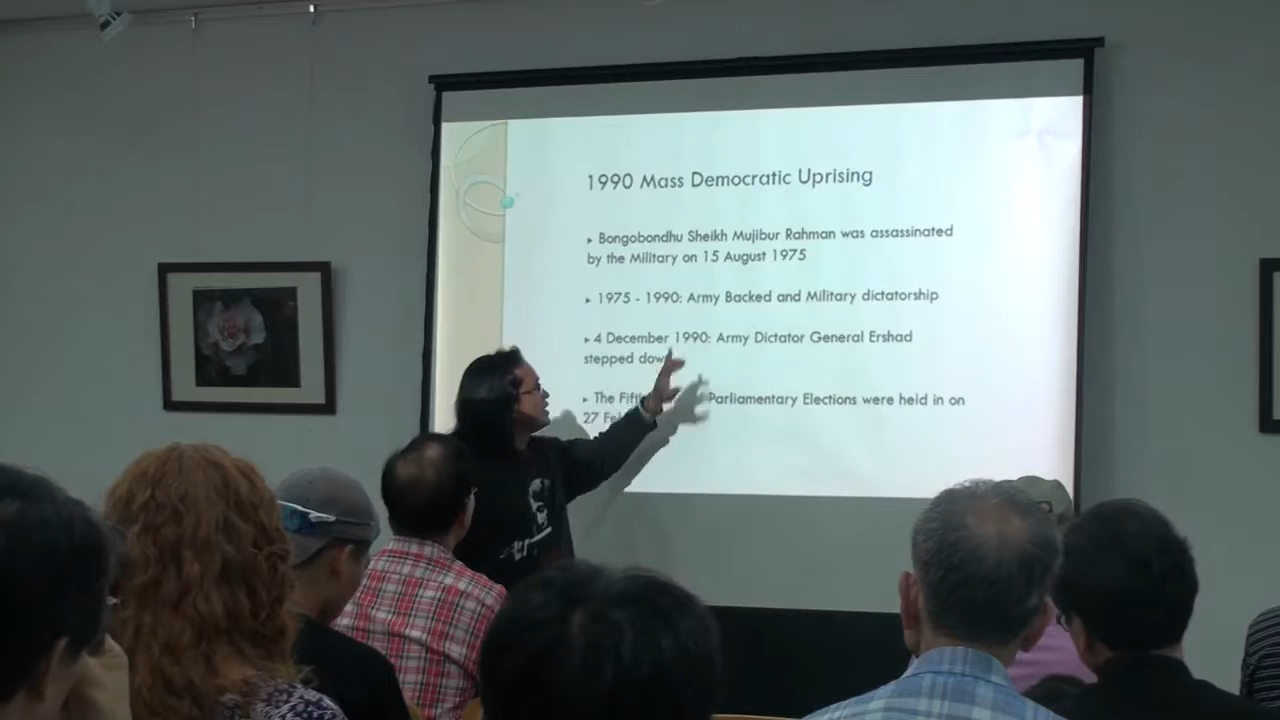 1990 Mass Democratic Uprising
▸ Bongobondhu Sheikh Mujibur Rahman was assassinated
by the Military on 15 August 1975
▸ 1975 - 1990: Army Backed and Military dictatorship
▸ 4 December 1990: Army Dictator General Ershad
stepped down
▸ The Parliamentary Elections were held in on
27